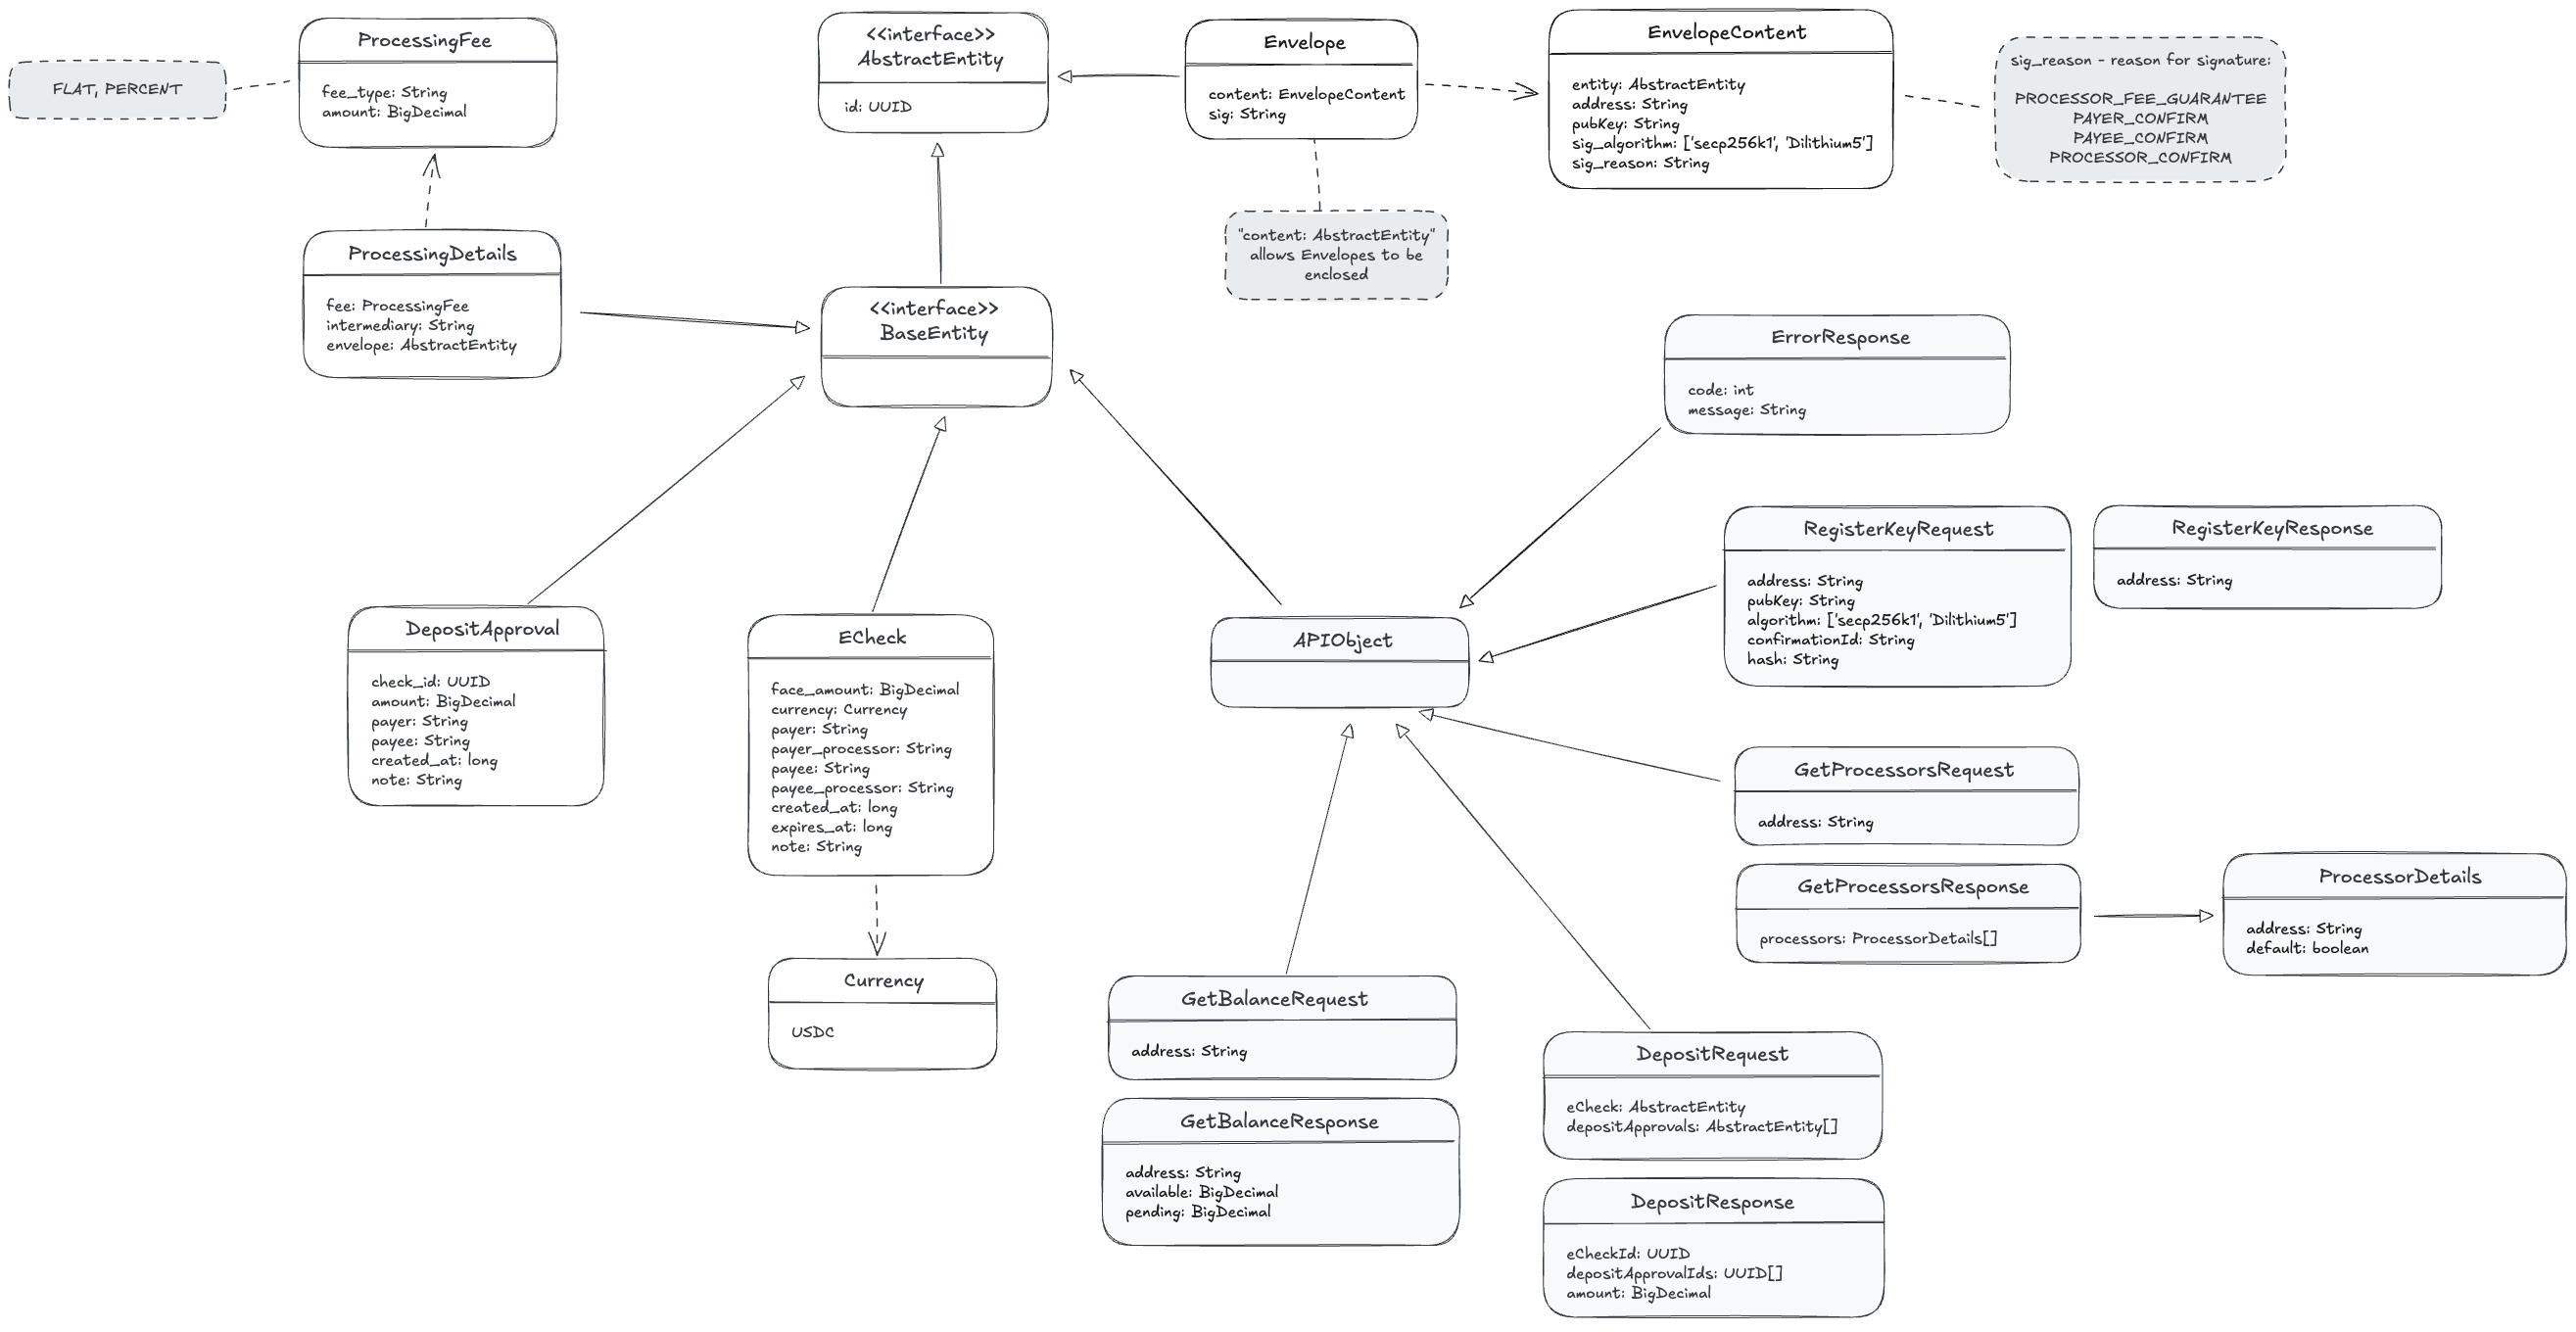 FLAT, PERCENT
ProcessingFee
fee_type: String
amount: BigDecimal
<<interface>>
AbstractEntity
id: UUID
Envelope
content: EnvelopeContent
sig: String
EnvelopeContent
entity: AbstractEntity
address: String
pubKey: String
sig_algorithm: ['secp256k1', 'Dilithium5']
sig_reason: String
sig_reason - reason for signature:
PROCESSOR_FEE_GUARANTEE
PAYER_CONFIRM
PAYEE_CONFIRM
PROCESSOR_CONFIRM
"content: AbstractEntity"
allows Envelopes to be
enclosed
ProcessingDetails
fee: ProcessingFee
intermediary: String
envelope: AbstractEntity
<<interface>>
BaseEntity
ErrorResponse
code: int
message: String
RegisterKeyRequest
address: String
pubKey: String
algorithm: ['secp256k1', 'Dilithium5']
confirmationId: String
hash: String
RegisterKeyResponse
address: String
DepositApproval
check_id: UUID
amount: BigDecimal
payer: String
payee: String
created_at: long
note: String
ECheck
face_amount: BigDecimal
currency: Currency
payer: String
payer_processor: String
payee: String
payee_processor: String
created_at: long
expires_at: long
note: String
APIObject
GetProcessorsRequest
address: String
GetProcessorsResponse
processors: ProcessorDetails[]
ProcessorDetails
address: String
default: boolean
Currency
USDC
GetBalanceRequest
address: String
GetBalanceResponse
address: String
available: BigDecimal
pending: BigDecimal
DepositRequest
eCheck: AbstractEntity
depositApprovals: AbstractEntity[]
DepositResponse
eCheckId: UUID
depositApprovalIds: UUID[]
amount: BigDecimal